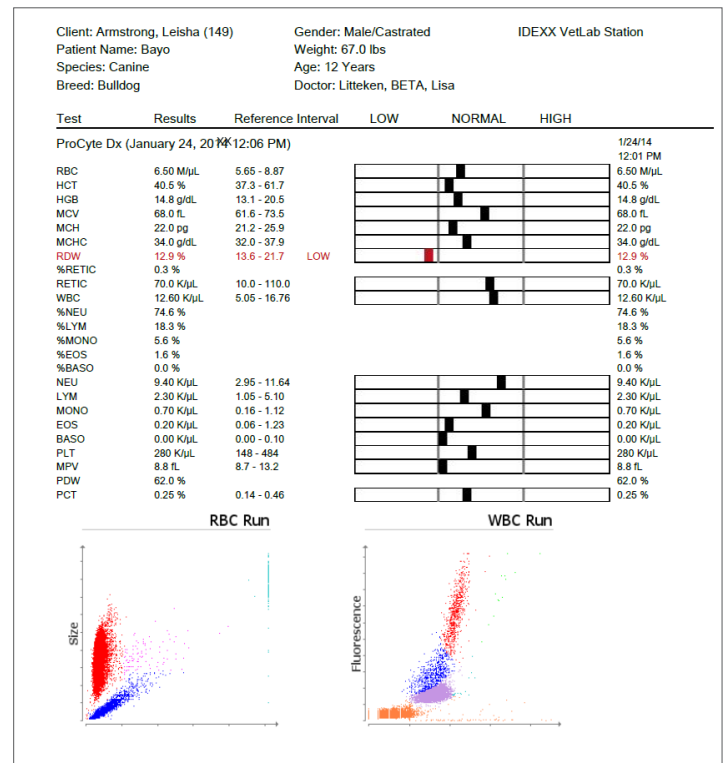 Client: Armstrong, Leisha (149) Gender: Male/Castrated IDEXX VetLab Station
Patient Name: Bayo Weight: 67.0 lbs
Species: Canine Age: 12 Years
Breed: Bulldog Doctor: Litteken, BETA, Lisa
Test Results Reference Interval LOW NORMAL HIGH
ProCyte Dx (January 24, 2014 12:06 PM) 1/24/14
XX
12:01 PM
RBC 6.50 M/µL 5.65 - 8.87 6.50 M/µL
HCT 40.5 % 37.3 - 61.7 40.5 %
HGB 14.8 g/dL 13.1 - 20.5 14.8 g/dL
MCV 68.0 fL 61.6 - 73.5 68.0 fL
MCH 22.0 pg 21.2 - 25.9 22.0 pg
MCHC 34.0 g/dL 32.0 - 37.9 34.0 g/dL
RDW 12.9 % 13.6 - 21.7 LOW 12.9 %
%RETIC 0.3 % 0.3 %
RETIC 70.0 K/µL 10.0 - 110.0 70.0 K/µL
WBC 12.60 K/µL 5.05 - 16.76 12.60 K/µL
%NEU 74.6 % 74.6 %
%LYM 18.3 % 18.3 %
%MONO 5.6 % 5.6 %
%EOS 1.6 % 1.6 %
%BASO 0.0 % 0.0 %
NEU 9.40 K/µL 2.95 - 11.64 9.40 K/µL
LYM 2.30 K/µL 1.05 - 5.10 2.30 K/µL
MONO 0.70 K/µL 0.16 - 1.12 0.70 K/µL
EOS 0.20 K/µL 0.06 - 1.23 0.20 K/µL
BASO 0.00 K/µL 0.00 - 0.10 0.00 K/µL
PLT 280 K/µL 148 - 484 280 K/µL
MPV 8.8 fL 8.7 - 13.2 8.8 fL
PDW 62.0 % 62.0 %
PCT 0.25 % 0.14 - 0.46 0.25 %
RBC Run WBC Run
Size Fluorescence